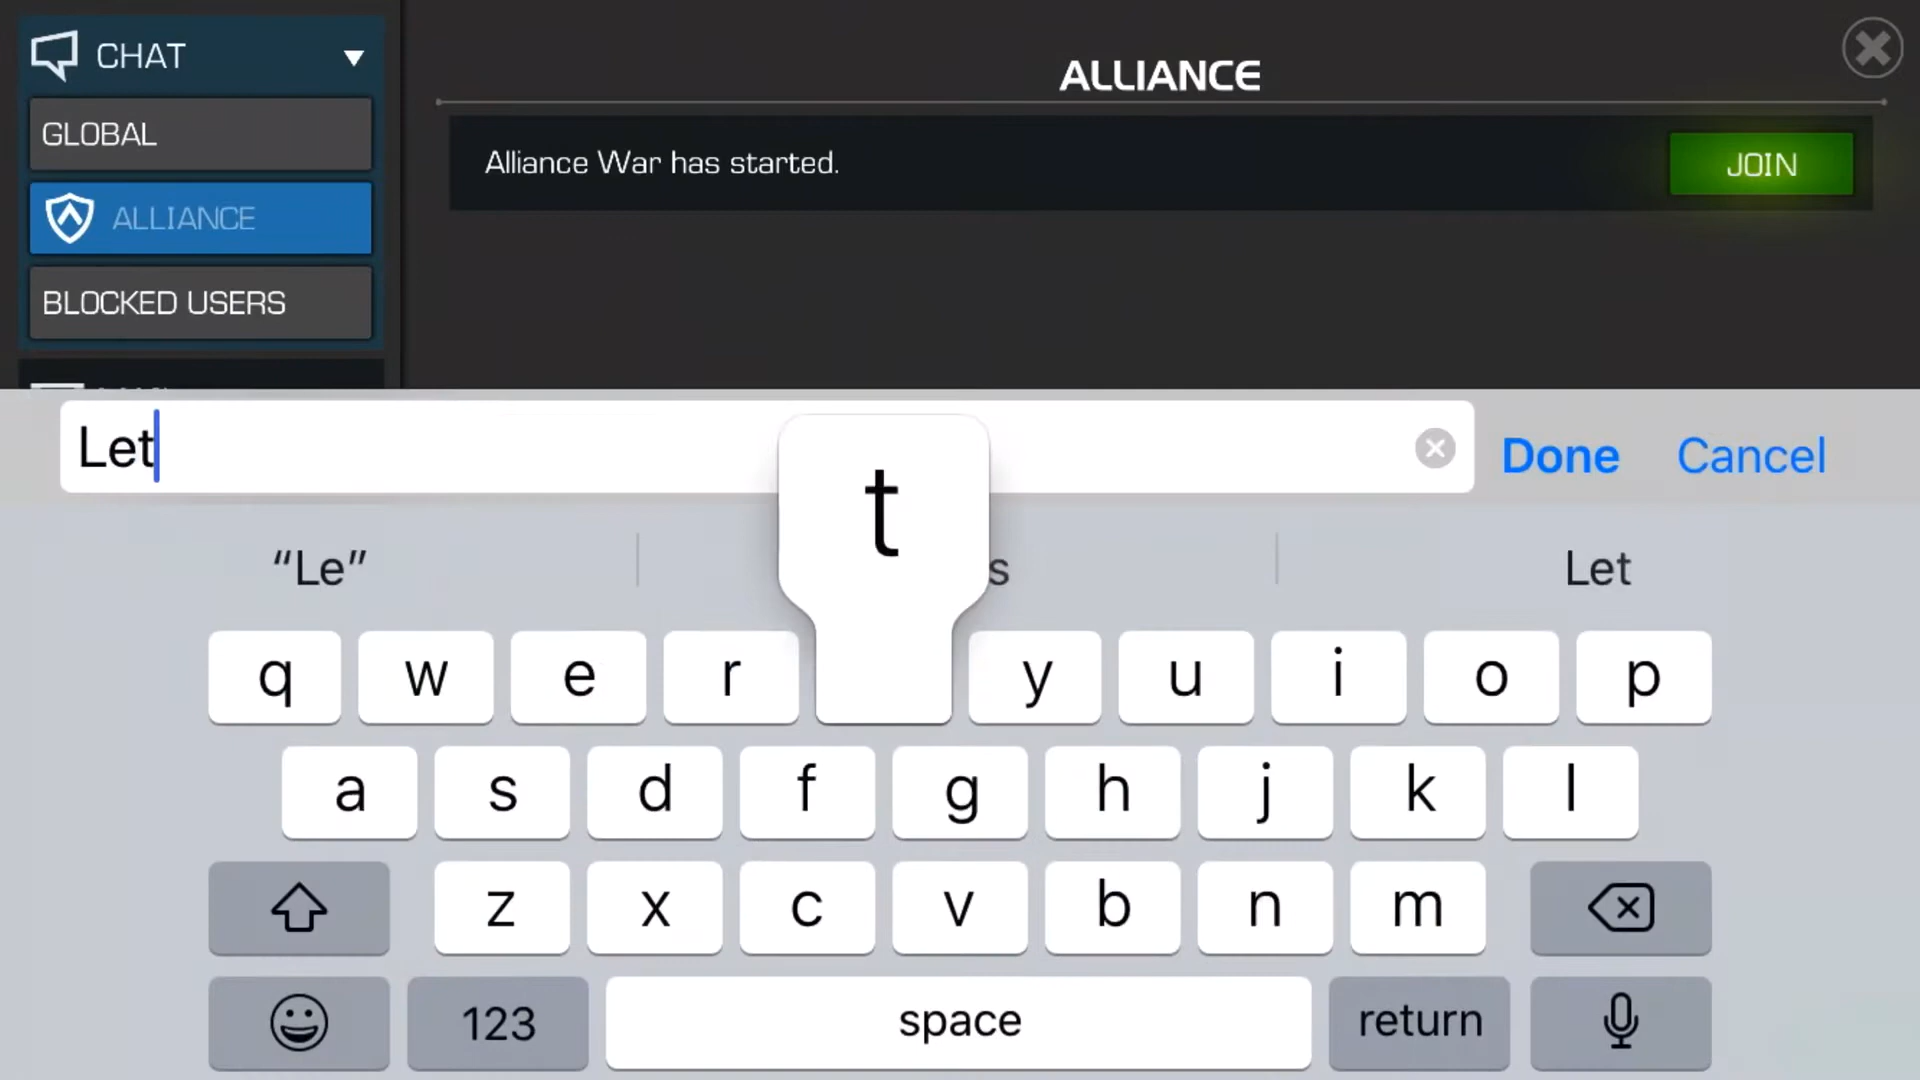 CHAT
GLOBAL
ALLIANCE
BLOCKED USERS
ALLIANCE
Alliance War has started.
JOIN
Let
Done
Cancel
t
“Le”
s
Let
q w e r y u i o p
a s d f g h j k l
z x c v b n m
123
space
return